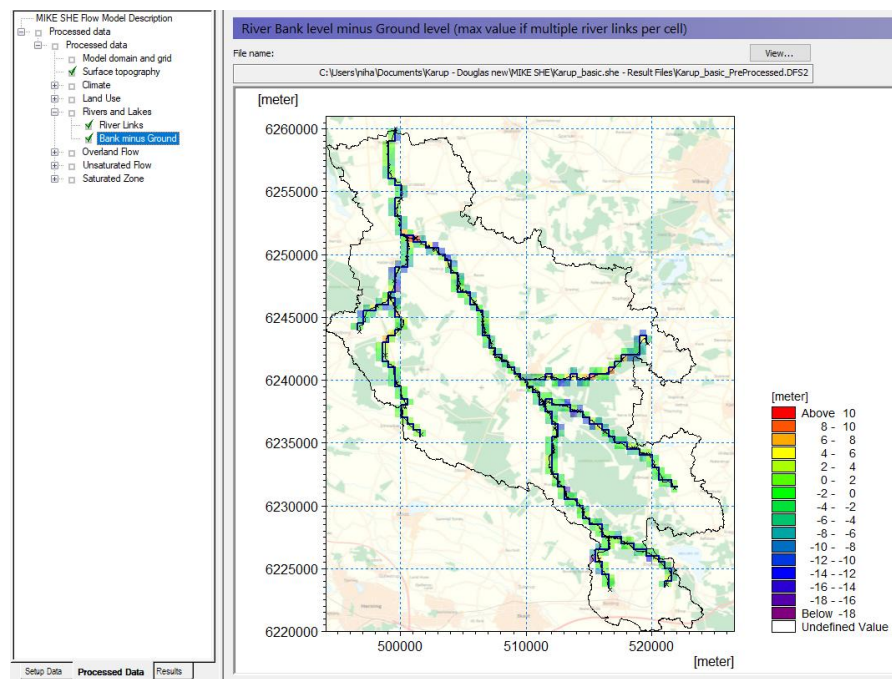 MIKE SHE Flow Model Description
Processed data
Processed data
Model domain and grid
Surface topography
Climate
Land Use
Rivers and Lakes
River Links
Bank minus Ground
Overland Flow
Unsaturated Flow
Saturated Zone
Setup Data Processed Data Results
River Bank level minus Ground level (max value if multiple river links per cell)
File name:
View...
C:\Users\niha\Documents\Karup - Douglas new\MIKE SHE\Karup_basic.she - Result Files\Karup_basic_PreProcessed.DFS2
[meter]
6260000
6255000
6250000
6245000
6240000
6235000
6230000
6225000
6220000
500000 510000 520000
[meter]
[meter]
Above 10
8 - 10
6 - 8
4 - 6
2 - 4
0 - 2
-2 - 0
-4 - -2
-6 - -4
-8 - -6
-10 - -8
-12 - -10
-14 - -12
-16 - -14
-18 - -16
Below -18
Undefined Value